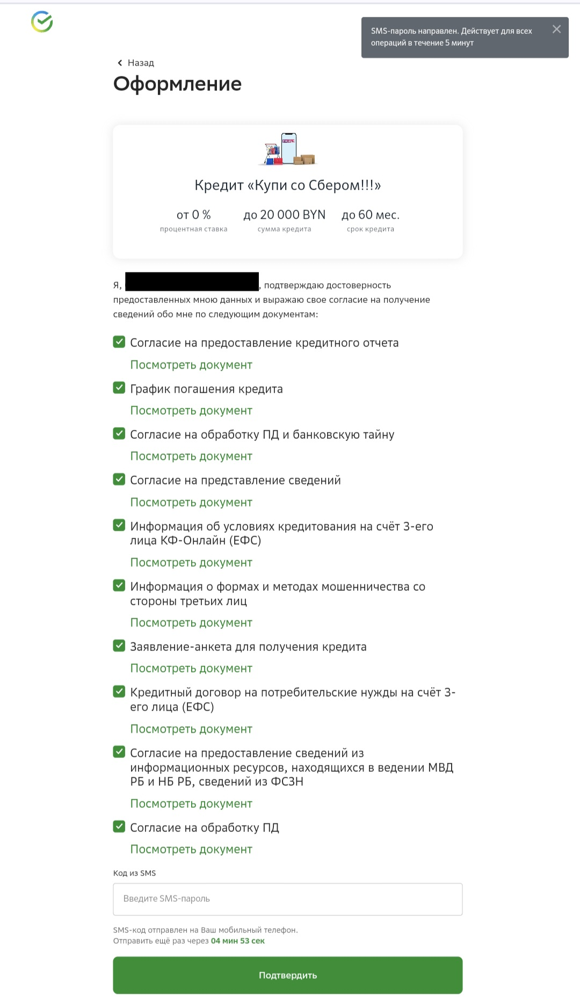 SMS-пароль направлен. Действует для всех
операций в течение 5 минут
Назад
Оформление
Кредит «Купи со Сбером!!!»
от 0 %
до 20 000 BYN
до 60 мес.
процентная ставка
сумма кредита
срок кредита
Я,
, подтверждаю достоверность
предоставленных мною данных и выражаю свое согласие на получение
сведений обо мне по следующим документам:
Согласие на предоставление кредитного отчета
Посмотреть документ
График погашения кредита
Посмотреть документ
Согласие на обработку ПД и банковскую тайну
Посмотреть документ
Согласие на представление сведений
Посмотреть документ
Информация об условиях кредитования на счёт 3-его
лица КФ-Онлайн (ЕФС)
Посмотреть документ
Информация о формах и методах мошенничества со
стороны третьих лиц
Посмотреть документ
Заявление-анкета для получения кредита
Посмотреть документ
Кредитный договор на потребительские нужды на счёт 3-
его лица (ЕФС)
Посмотреть документ
Согласие на предоставление сведений из
информационных ресурсов, находящихся в ведении МВД
РБ и НБ РБ, сведений из ФСЗН
Посмотреть документ
Согласие на обработку ПД
Посмотреть документ
Код из SMS
Введите SMS-пароль
SMS-код отправлен на Ваш мобильный телефон.
Отправить ещё раз через 04 мин 53 сек
Подтвердить